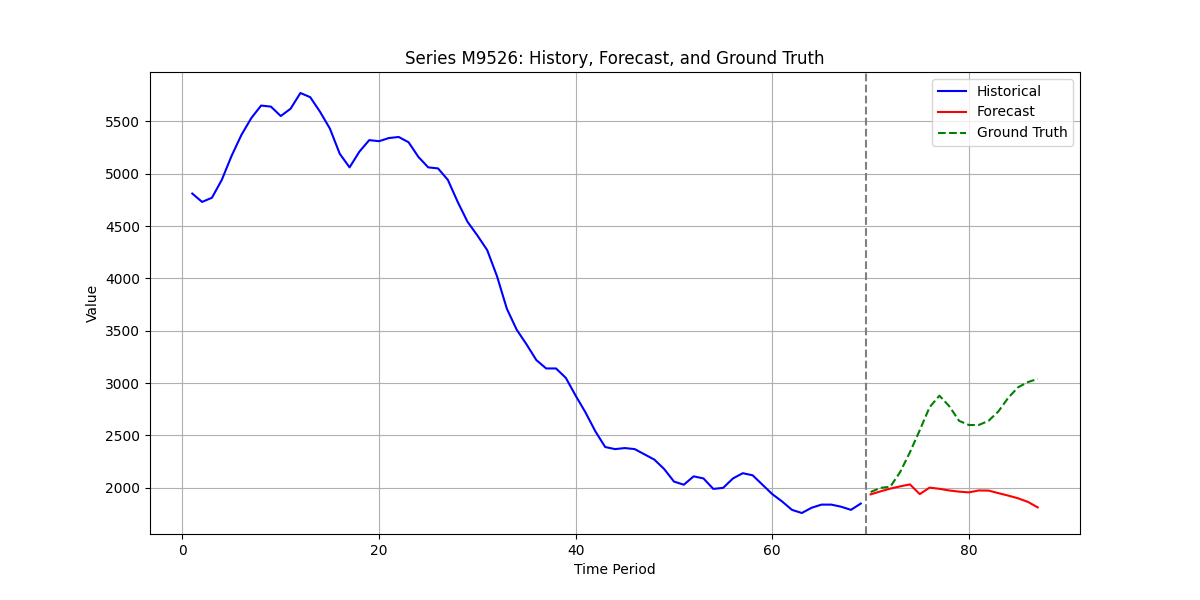 Series M9526: History, Forecast, and Ground Truth
Historical
Forecast
Ground Truth
Value
5500
5000
4500
4000
3500
3000
2500
2000
0
20
40
60
80
Time Period